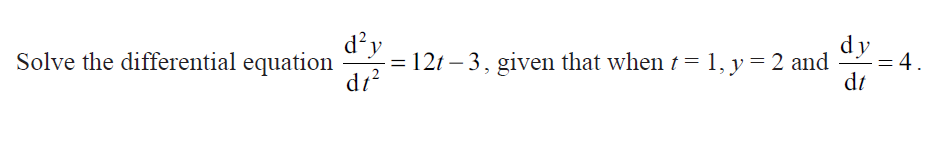 Solve the differential equation d²y/dt² = 12t – 3, given that when t = 1, y = 2 and dy/dt = 4.